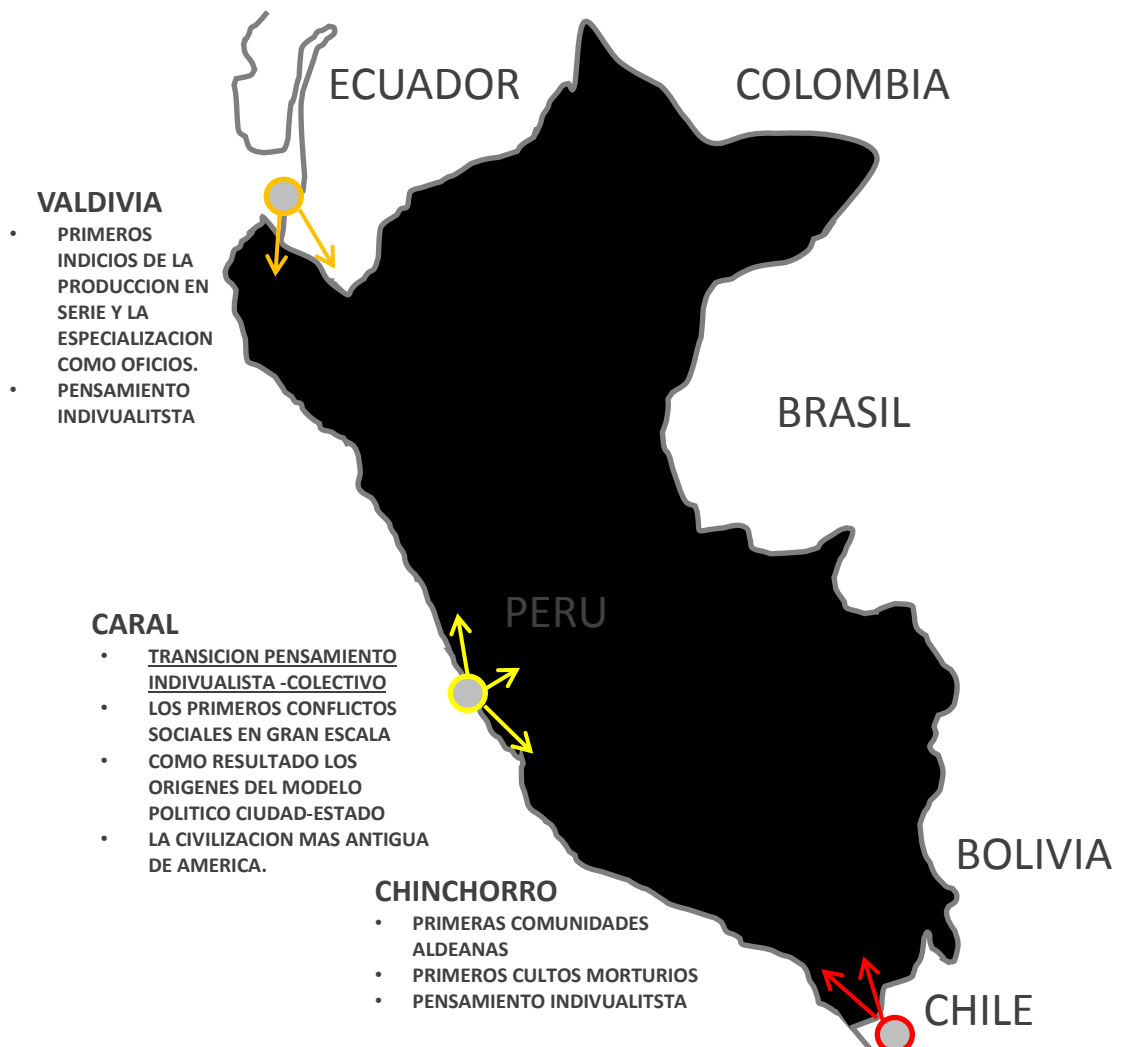 ECUADOR
COLOMBIA
VALDIVIA
• PRIMEROS
INDICIOS DE LA
PRODUCCION EN
SERIE Y LA
ESPECIALIZACION
COMO OFICIOS.
• PENSAMIENTO
INDIVUALITSTA
BRASIL
PERU
CARAL
• TRANSICION PENSAMIENTO
INDIVUALISTA -COLECTIVO
• LOS PRIMEROS CONFLICTOS
SOCIALES EN GRAN ESCALA
• COMO RESULTADO LOS
ORIGENES DEL MODELO
POLITICO CIUDAD-ESTADO
• LA CIVILIZACION MAS ANTIGUA
DE AMERICA.
BOLIVIA
CHINCHORRO
• PRIMERAS COMUNIDADES
ALDEANAS
• PRIMEROS CULTOS MORTURIOS
• PENSAMIENTO INDIVUALITSTA
CHILE